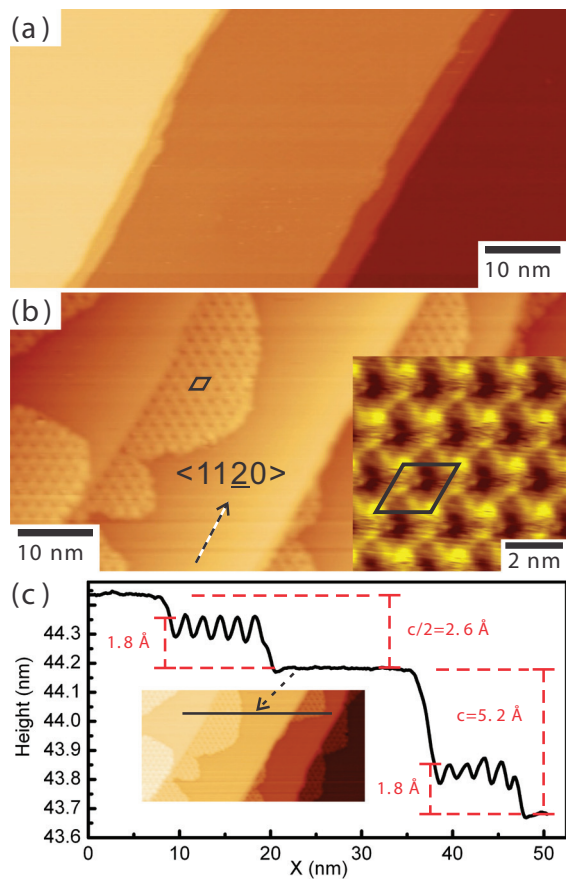 (a)
10 nm
(b)
<1120>
10 nm
2 nm
(c)
44.3
44.2
44.1
44.0
43.9
43.8
43.7
43.6
Height (nm)
1.8 Å
c/2=2.6 Å
c=5.2 Å
1.8 Å
0
10
20
30
40
50
X (nm)